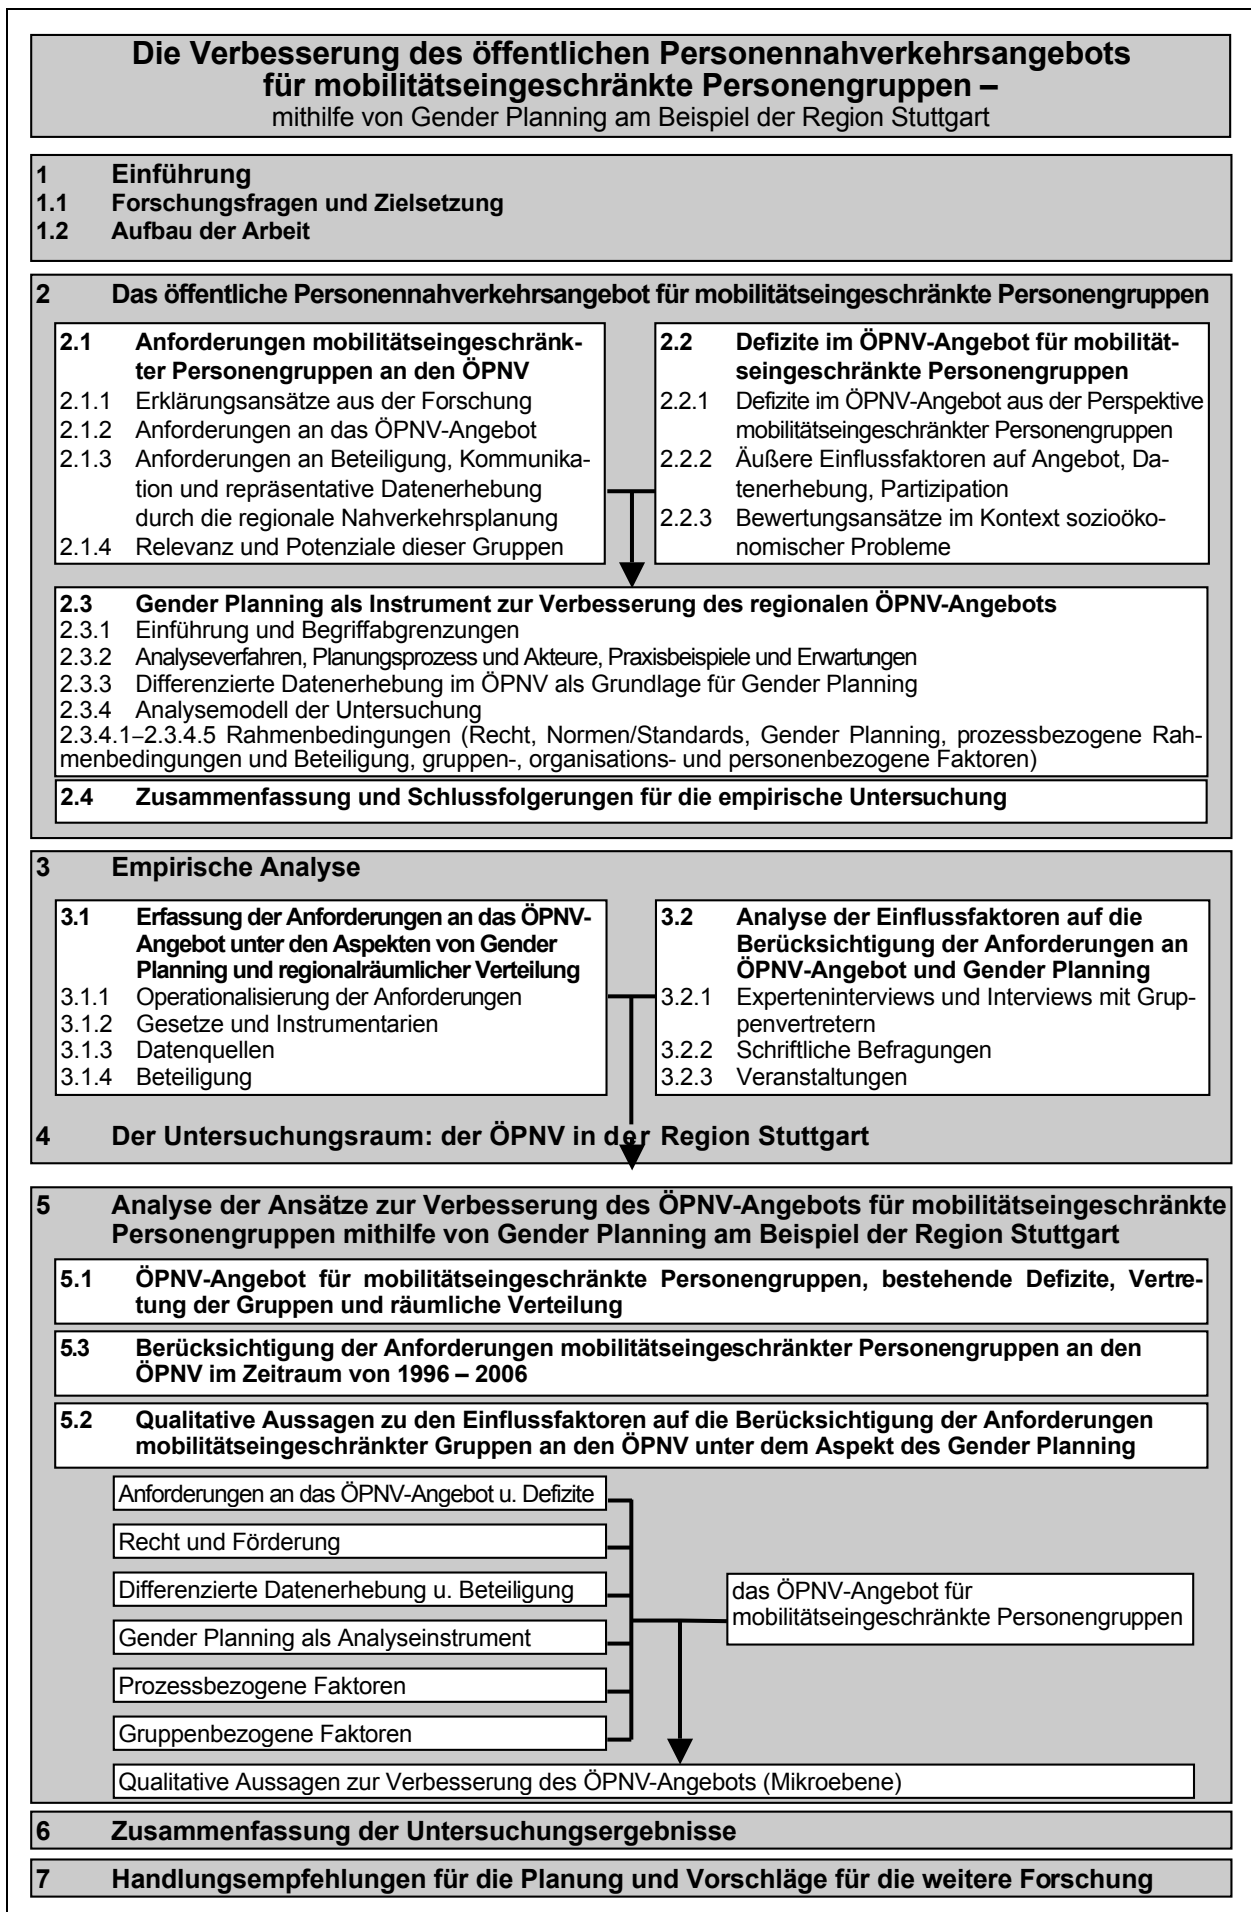 Die Verbesserung des öffentlichen Personennahverkehrsangebots
für mobilitätseingeschränkte Personengruppen –
mithilfe von Gender Planning am Beispiel der Region Stuttgart
1 Einführung
1.1 Forschungsfragen und Zielsetzung
1.2 Aufbau der Arbeit
2 Das öffentliche Personennahverkehrsangebot für mobilitätseingeschränkte Personengruppen
2.1 Anforderungen mobilitätseingeschränk-
ter Personengruppen an den ÖPNV
2.1.1 Erklärungsansätze aus der Forschung
2.1.2 Anforderungen an das ÖPNV-Angebot
2.1.3 Anforderungen an Beteiligung, Kommunika-
tion und repräsentative Datenerhebung
durch die regionale Nahverkehrsplanung
2.1.4 Relevanz und Potenziale dieser Gruppen
2.2 Defizite im ÖPNV-Angebot für mobilität-
seingeschränkte Personengruppen
2.2.1 Defizite im ÖPNV-Angebot aus der Perspektive
mobilitätseingeschränkter Personengruppen
2.2.2 Äußere Einflussfaktoren auf Angebot, Da-
tenerhebung, Partizipation
2.2.3 Bewertungsansätze im Kontext sozioöko-
nomischer Probleme
2.3 Gender Planning als Instrument zur Verbesserung des regionalen ÖPNV-Angebots
2.3.1 Einführung und Begriffabgrenzungen
2.3.2 Analyseverfahren, Planungsprozess und Akteure, Praxisbeispiele und Erwartungen
2.3.3 Differenzierte Datenerhebung im ÖPNV als Grundlage für Gender Planning
2.3.4 Analysemodell der Untersuchung
2.3.4.1–2.3.4.5 Rahmenbedingungen (Recht, Normen/Standards, Gender Planning, prozessbezogene Rah-
menbedingungen und Beteiligung, gruppen-, organisations- und personenbezogene Faktoren)
2.4 Zusammenfassung und Schlussfolgerungen für die empirische Untersuchung
3 Empirische Analyse
3.1 Erfassung der Anforderungen an das ÖPNV-
Angebot unter den Aspekten von Gender
Planning und regionalräumlicher Verteilung
3.1.1 Operationalisierung der Anforderungen
3.1.2 Gesetze und Instrumentarien
3.1.3 Datenquellen
3.1.4 Beteiligung
3.2 Analyse der Einflussfaktoren auf die
Berücksichtigung der Anforderungen an
ÖPNV-Angebot und Gender Planning
3.2.1 Experteninterviews und Interviews mit Grup-
penvertretern
3.2.2 Schriftliche Befragungen
3.2.3 Veranstaltungen
4 Der Untersuchungsraum: der ÖPNV in der Region Stuttgart
5 Analyse der Ansätze zur Verbesserung des ÖPNV-Angebots für mobilitätseingeschränkte
Personengruppen mithilfe von Gender Planning am Beispiel der Region Stuttgart
5.1 ÖPNV-Angebot für mobilitätseingeschränkte Personengruppen, bestehende Defizite, Vertre-
tung der Gruppen und räumliche Verteilung
5.3 Berücksichtigung der Anforderungen mobilitätseingeschränkter Personengruppen an den
ÖPNV im Zeitraum von 1996 – 2006
5.2 Qualitative Aussagen zu den Einflussfaktoren auf die Berücksichtigung der Anforderungen
mobilitätseingeschränkter Gruppen an den ÖPNV unter dem Aspekt des Gender Planning
Anforderungen an das ÖPNV-Angebot u. Defizite
Recht und Förderung
Differenzierte Datenerhebung u. Beteiligung
Gender Planning als Analyseinstrument
Prozessbezogene Faktoren
Gruppenbezogene Faktoren
das ÖPNV-Angebot für
mobilitätseingeschränkte Personengruppen
Qualitative Aussagen zur Verbesserung des ÖPNV-Angebots (Mikroebene)
6 Zusammenfassung der Untersuchungsergebnisse
7 Handlungsempfehlungen für die Planung und Vorschläge für die weitere Forschung